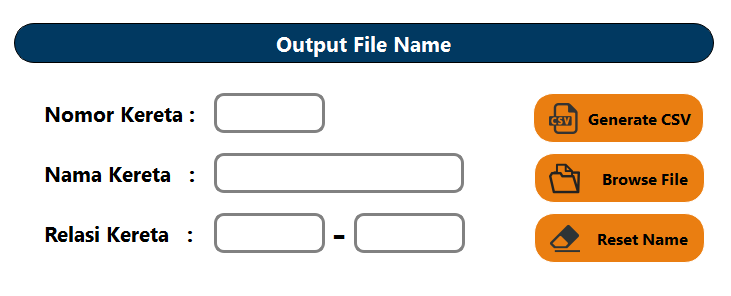 Output File Name
Nomor Kereta :
CSV Generate CSV
Nama Kereta :
Browse File
Relasi Kereta : -
Reset Name